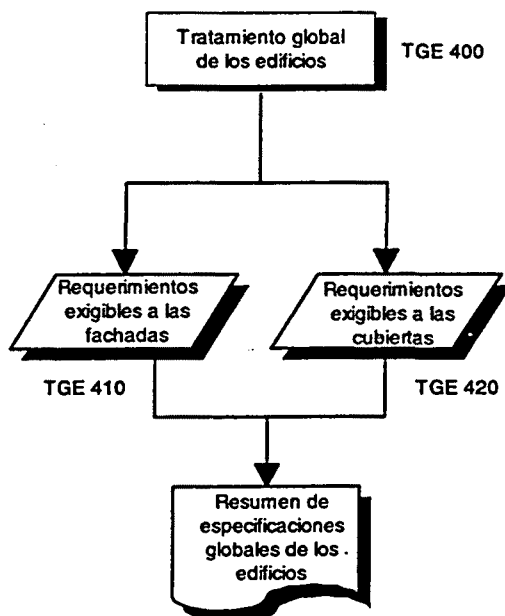 Tratamiento global
de los edificios
TGE 400
Requerimientos
exigibles a las
fachadas
Requerimientos
exigibles a las
cubiertas
TGE 410
TGE 420
Resumen de
especificaciones
globales de los
edificios